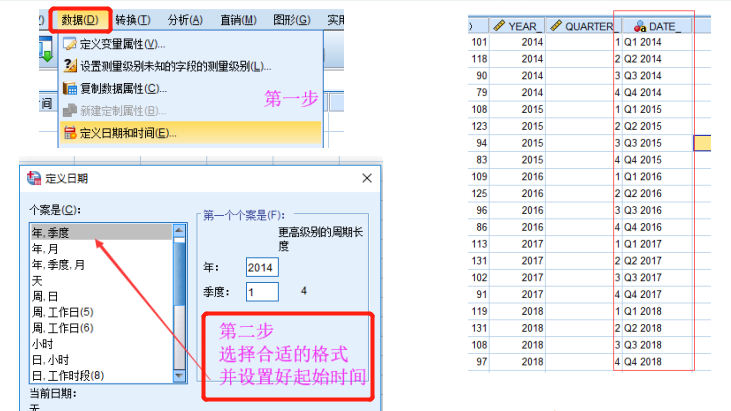 数据(D) 转换(T) 分析(A) 直销(M) 图形(G) 实用
定义变量属性(V)...
设置测量级别未知的字段的测量级别(L)...
复制数据属性(C)...
新建定制属性(B)...
定义日期和时间(E)...
时间
第一步
定义日期
个案是(C):
年, 季度
年, 月
年, 季度, 月
天
周, 日
周, 工作日(5)
周, 工作日(6)
小时
日, 小时
日, 工作时段(8)
当前日期:
无
第一个个案是(F):
更高级别的周期长
度
年: 2014
季度: 1 4
第二步
选择合适的格式
并设置好起始时间
YEAR_ QUARTER_ DATE_
101 2014 1 Q1 2014
118 2014 2 Q2 2014
90 2014 3 Q3 2014
79 2014 4 Q4 2014
108 2015 1 Q1 2015
123 2015 2 Q2 2015
94 2015 3 Q3 2015
83 2015 4 Q4 2015
109 2016 1 Q1 2016
125 2016 2 Q2 2016
96 2016 3 Q3 2016
86 2016 4 Q4 2016
113 2017 1 Q1 2017
131 2017 2 Q2 2017
102 2017 3 Q3 2017
91 2017 4 Q4 2017
119 2018 1 Q1 2018
131 2018 2 Q2 2018
108 2018 3 Q3 2018
97 2018 4 Q4 2018